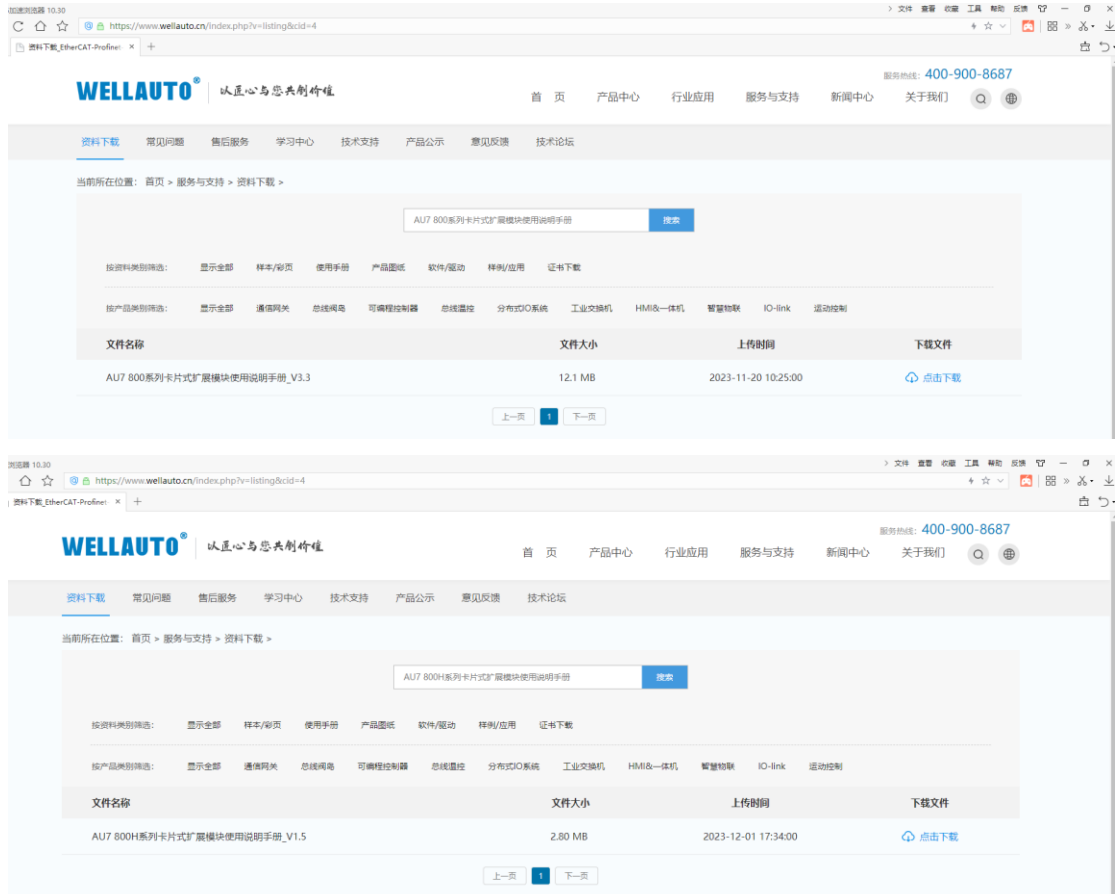 加速浏览器 10.30
> 文件 查看 收藏 工具 帮助 反馈
https://www.wellauto.cn/index.php?v=listing&cid=4
资料下载_EtherCAT-Profinet
WELLAUTO® 以匠心与您共创价值
服务热线: 400-900-8687
首 页 产品中心 行业应用 服务与支持 新闻中心 关于我们
资料下载 常见问题 售后服务 学习中心 技术支持 产品公示 意见反馈 技术论坛
当前所在位置: 首页 > 服务与支持 > 资料下载 >
AU7 800系列卡片式扩展模块使用说明手册 搜索
按资料类别筛选: 显示全部 样本/彩页 使用手册 产品图纸 软件/驱动 样例/应用 证书下载
按产品类别筛选: 显示全部 通信网关 总线阀岛 可编程控制器 总线温控 分布式IO系统 工业交换机 HMI&一体机 智慧物联 IO-link 运动控制
文件名称 文件大小 上传时间 下载文件
AU7 800系列卡片式扩展模块使用说明手册_V3.3 12.1 MB 2023-11-20 10:25:00 点击下载
上一页 1 下一页
浏览器 10.30
> 文件 查看 收藏 工具 帮助 反馈
https://www.wellauto.cn/index.php?v=listing&cid=4
资料下载_EtherCAT-Profinet
WELLAUTO® 以匠心与您共创价值
服务热线: 400-900-8687
首 页 产品中心 行业应用 服务与支持 新闻中心 关于我们
资料下载 常见问题 售后服务 学习中心 技术支持 产品公示 意见反馈 技术论坛
当前所在位置: 首页 > 服务与支持 > 资料下载 >
AU7 800H系列卡片式扩展模块使用说明手册 搜索
按资料类别筛选: 显示全部 样本/彩页 使用手册 产品图纸 软件/驱动 样例/应用 证书下载
按产品类别筛选: 显示全部 通信网关 总线阀岛 可编程控制器 总线温控 分布式IO系统 工业交换机 HMI&一体机 智慧物联 IO-link 运动控制
文件名称 文件大小 上传时间 下载文件
AU7 800H系列卡片式扩展模块使用说明手册_V1.5 2.80 MB 2023-12-01 17:34:00 点击下载
上一页 1 下一页